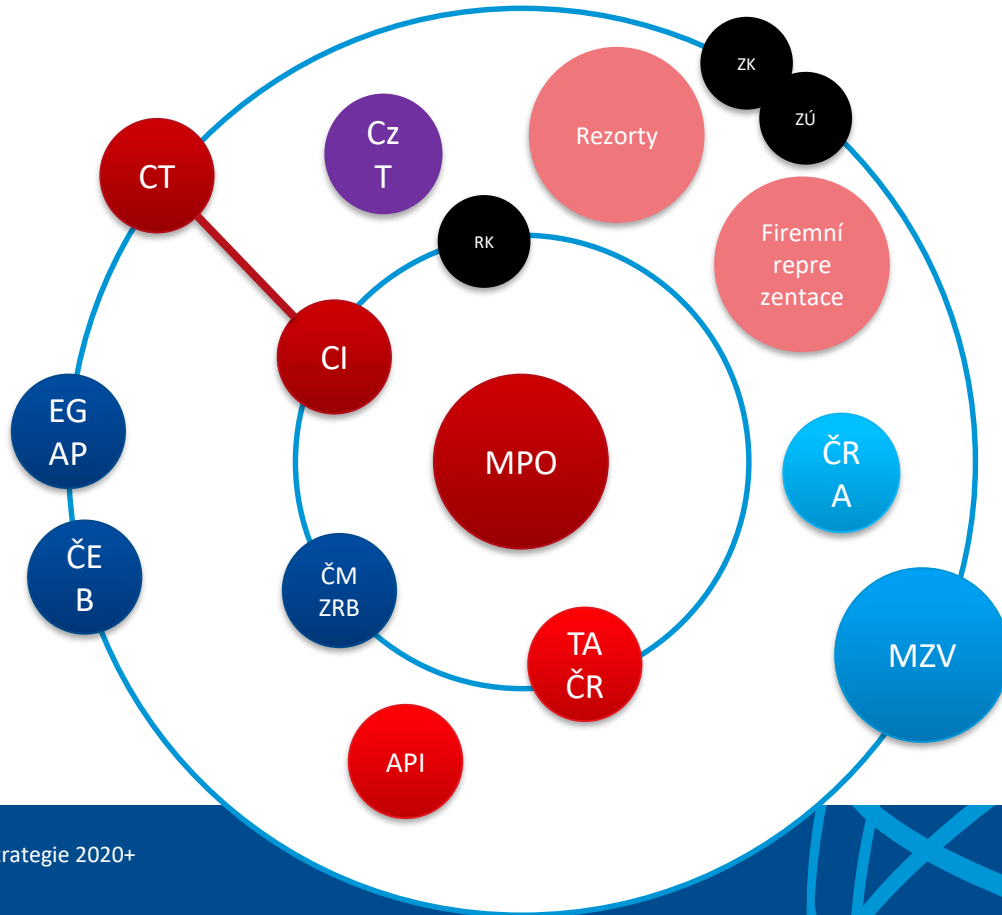 ZK
ZÚ
Cz
T
Rezorty
CT
RK
Firemní
repre
zentace
CI
EG
AP
MPO
ČR
A
ČE
B
ČM
ZRB
TA
ČR
MZV
API
trategie 2020+